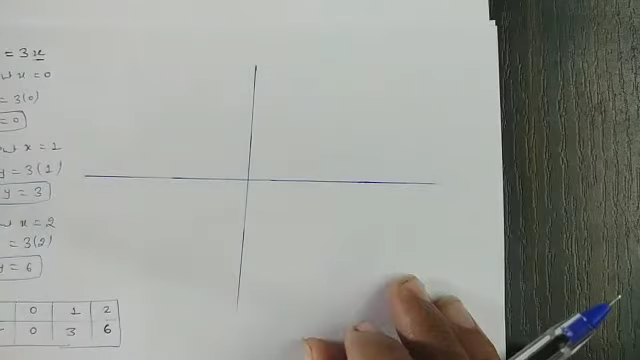 = 3x
x = 0
= 3(0)
= 0
x = 1
y = 3(1)
y = 3
x = 2
= 3(2)
y = 6
0 1 2
0 3 6